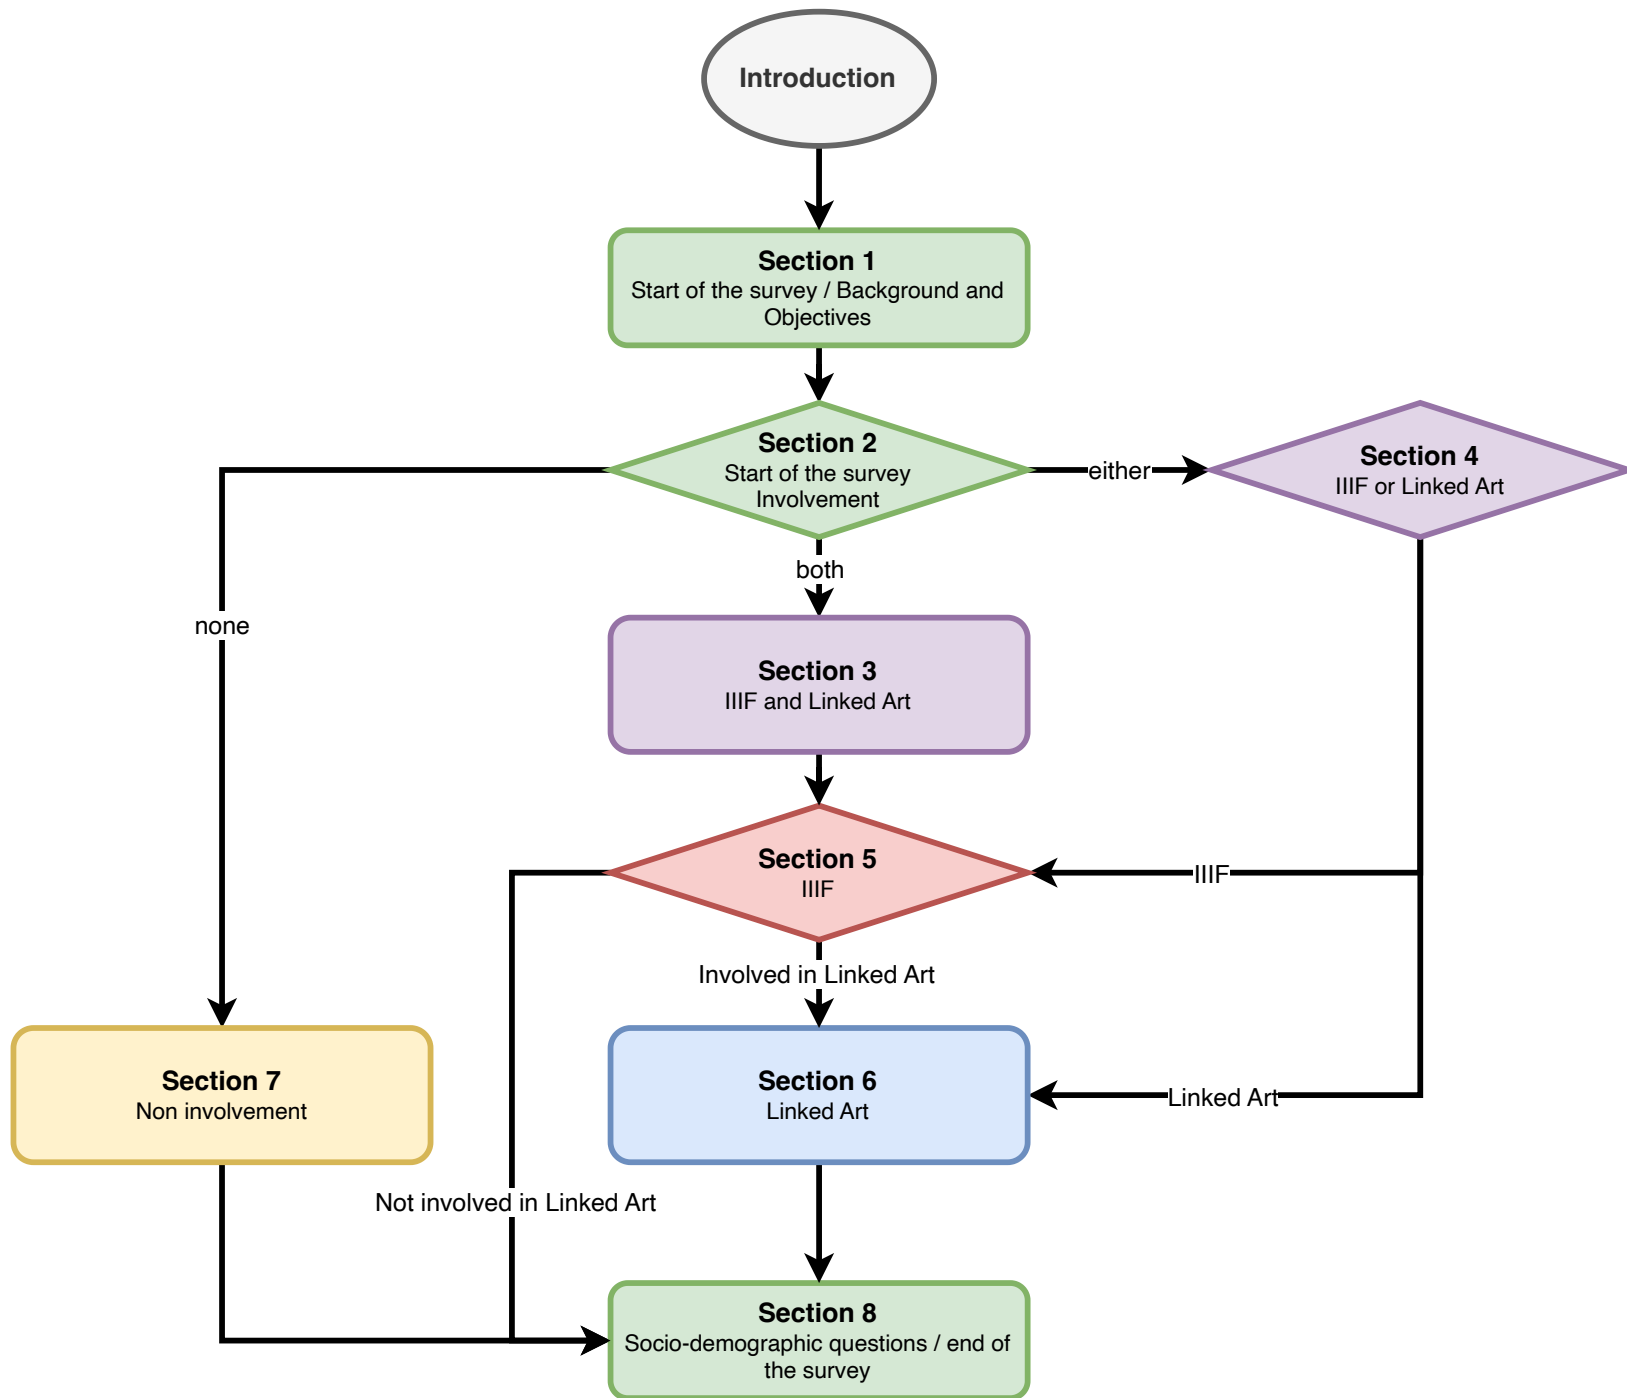 Introduction
Section 1
Start of the survey / Background and
Objectives
Section 2
Start of the survey
Involvement
either
Section 4
IIIF or Linked Art
both
none
Section 3
IIIF and Linked Art
Section 5
IIIF
IIIF
Involved in Linked Art
Section 7
Non involvement
Section 6
Linked Art
Linked Art
Not involved in Linked Art
Section 8
Socio-demographic questions / end of
the survey